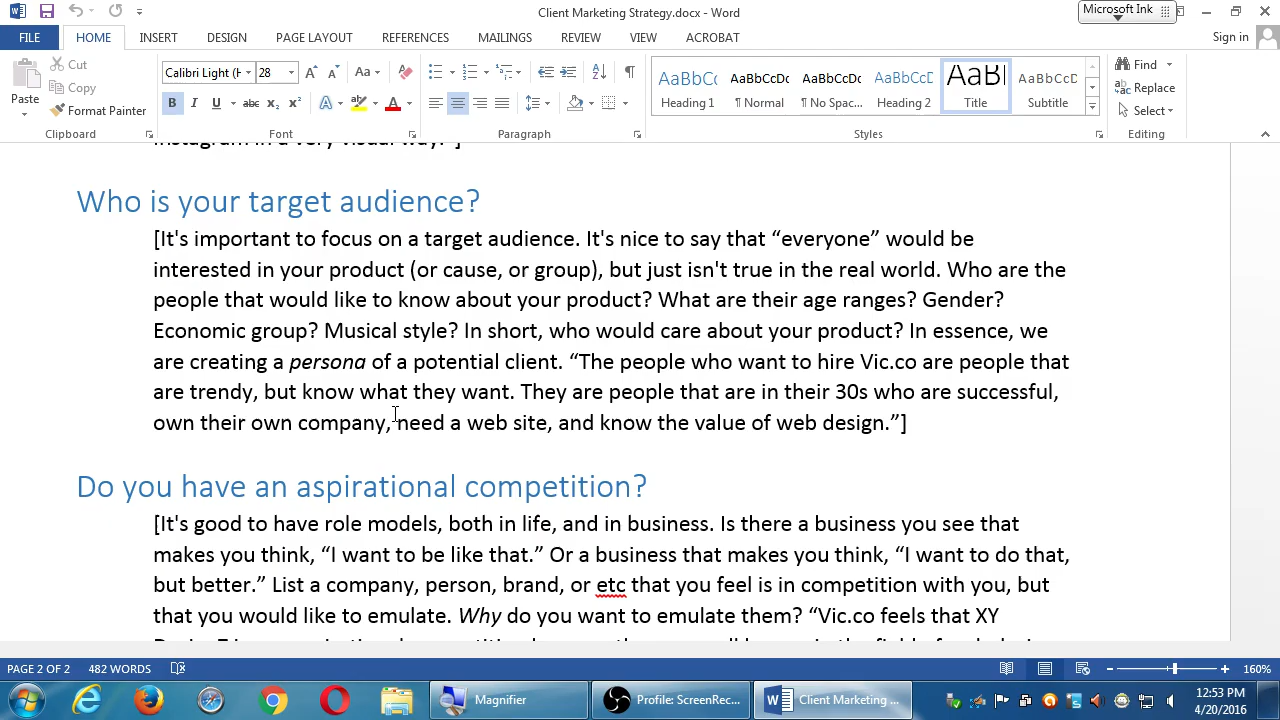 Client Marketing Strategy.docx - Word
Microsoft Ink
FILE HOME INSERT DESIGN PAGE LAYOUT REFERENCES MAILINGS REVIEW VIEW ACROBAT Sign in
Cut
Copy
Format Painter
Paste
Clipboard
Calibri Light (H 28
Font
Paragraph
AaBbCc AaBbCcDc AaBbCcDc AaBbCcD AaB AaBbCcD
Heading 1 ¶ Normal ¶ No Spac... Heading 2 Title Subtitle
Styles
Find
Replace
Select
Editing
Instagram in a very visual way." ]
Who is your target audience?
[It's important to focus on a target audience. It's nice to say that “everyone” would be
interested in your product (or cause, or group), but just isn't true in the real world. Who are the
people that would like to know about your product? What are their age ranges? Gender?
Economic group? Musical style? In short, who would care about your product? In essence, we
are creating a persona of a potential client. “The people who want to hire Vic.co are people that
are trendy, but know what they want. They are people that are in their 30s who are successful,
own their own company, need a web site, and know the value of web design.”]
Do you have an aspirational competition?
[It's good to have role models, both in life, and in business. Is there a business you see that
makes you think, “I want to be like that.” Or a business that makes you think, “I want to do that,
but better.” List a company, person, brand, or etc that you feel is in competition with you, but
that you would like to emulate. Why do you want to emulate them? “Vic.co feels that XY
PAGE 2 OF 2 482 WORDS 160%
Magnifier Profile: ScreenRec... Client Marketing ...
12:53 PM
4/20/2016